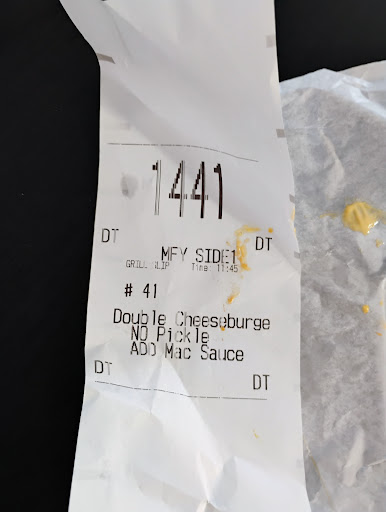 1441
DT DT
MFY SIDE1
GRILL SLIP Time: 11:45
# 41
Double Cheeseburge
NO Pickle
ADD Mac Sauce
DT DT